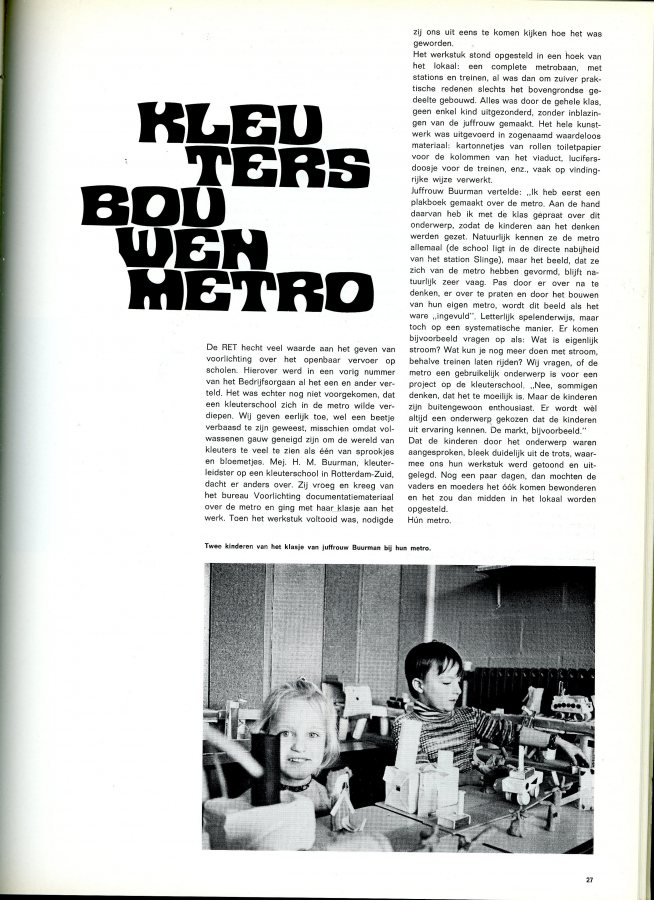 KLEU
TERS
BOU
WEN
METRO
De RET hecht veel waarde aan het geven van
voorlichting over het openbaar vervoer op
scholen. Hierover werd in een vorig nummer
van het Bedrijfsorgaan al het een en ander ver-
teld. Het was echter nog niet voorgekomen, dat
een kleuterschool zich in de metro wilde ver-
diepen. Wij geven eerlijk toe, wel een beetje
verbaasd te zijn geweest, misschien omdat vol-
wassenen gauw geneigd zijn om de wereld van
kleuters te veel te zien als één van sprookjes
en bloemetjes. Mej. H. M. Buurman, kleuter-
leidster op een kleuterschool in Rotterdam-Zuid,
dacht er anders over. Zij vroeg en kreeg van
het bureau Voorlichting documentatiemateriaal
over de metro en ging met haar klasje aan het
werk. Toen het werkstuk voltooid was, nodigde
zij ons uit eens te komen kijken hoe het was
geworden.
Het werkstuk stond opgesteld in een hoek van
het lokaal: een complete metrobaan, met
stations en treinen, al was dan om zuiver prak-
tische redenen slechts het bovengrondse ge-
deelte gebouwd. Alles was door de gehele klas,
geen enkel kind uitgezonderd, zonder inblazin-
gen van de juffrouw gemaakt. Het hele kunst-
werk was uitgevoerd in zogenaamd waardeloos
materiaal: kartonnetjes van rollen toiletpapier
voor de kolommen van het viaduct, lucifers-
doosje voor de treinen, enz., vaak op vinding-
rijke wijze verwerkt.
Juffrouw Buurman vertelde: „Ik heb eerst een
plakboek gemaakt over de metro. Aan de hand
daarvan heb ik met de klas gepraat over dit
onderwerp, zodat de kinderen aan het denken
werden gezet. Natuurlijk kennen ze de metro
allemaal (de school ligt in de directe nabijheid
van het station Slinge), maar het beeld, dat ze
zich van de metro hebben gevormd, blijft na-
tuurlijk zeer vaag. Pas door er over na te
denken, er over te praten en door het bouwen
van hun eigen metro, wordt dit beeld als het
ware „ingevuld”. Letterlijk spelenderwijs, maar
toch op een systematische manier. Er komen
bijvoorbeeld vragen op als: Wat is eigenlijk
stroom? Wat kun je nog meer doen met stroom,
behalve treinen laten rijden? Wij vragen, of de
metro een gebruikelijk onderwerp is voor een
project op de kleuterschool. „Nee, sommigen
denken, dat het te moeilijk is. Maar de kinderen
zijn buitengewoon enthousiast. Er wordt wèl
altijd een onderwerp gekozen dat de kinderen
uit ervaring kennen. De markt, bijvoorbeeld.”
Dat de kinderen door het onderwerp waren
aangesproken, bleek duidelijk uit de trots, waar-
mee ons hun werkstuk werd getoond en uit-
gelegd. Nog een paar dagen, dan mochten de
vaders en moeders het óók komen bewonderen
en het zou dan midden in het lokaal worden
opgesteld.
Hún metro.
Twee kinderen van het klasje van juffrouw Buurman bij hun metro.
27